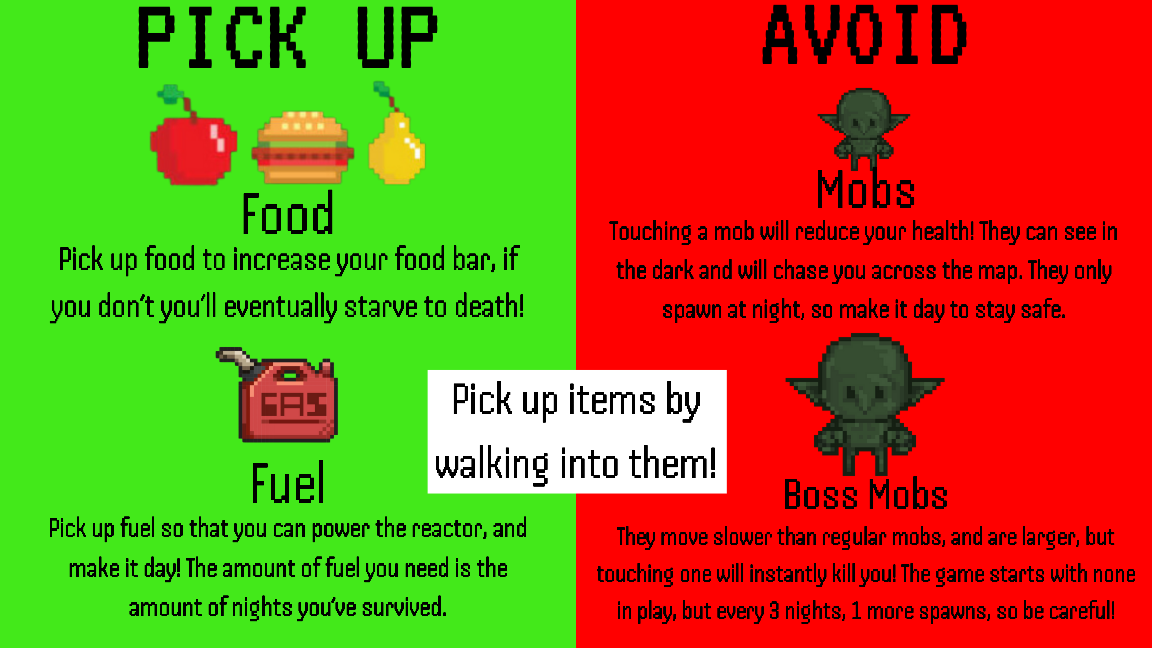 PICK UP
Food
Pick up food to increase your food bar, if
you don't you'll eventually starve to death!
GAS
Fuel
Pick up fuel so that you can power the reactor, and
make it day! The amount of fuel you need is the
amount of nights you've survived.
Pick up items by
walking into them!
AVOID
Mobs
Touching a mob will reduce your health! They can see in
the dark and will chase you across the map. They only
spawn at night, so make it day to stay safe.
Boss Mobs
They move slower than regular mobs, and are larger, but
touching one will instantly kill you! The game starts with none
in play, but every 3 nights, 1 more spawns, so be careful!